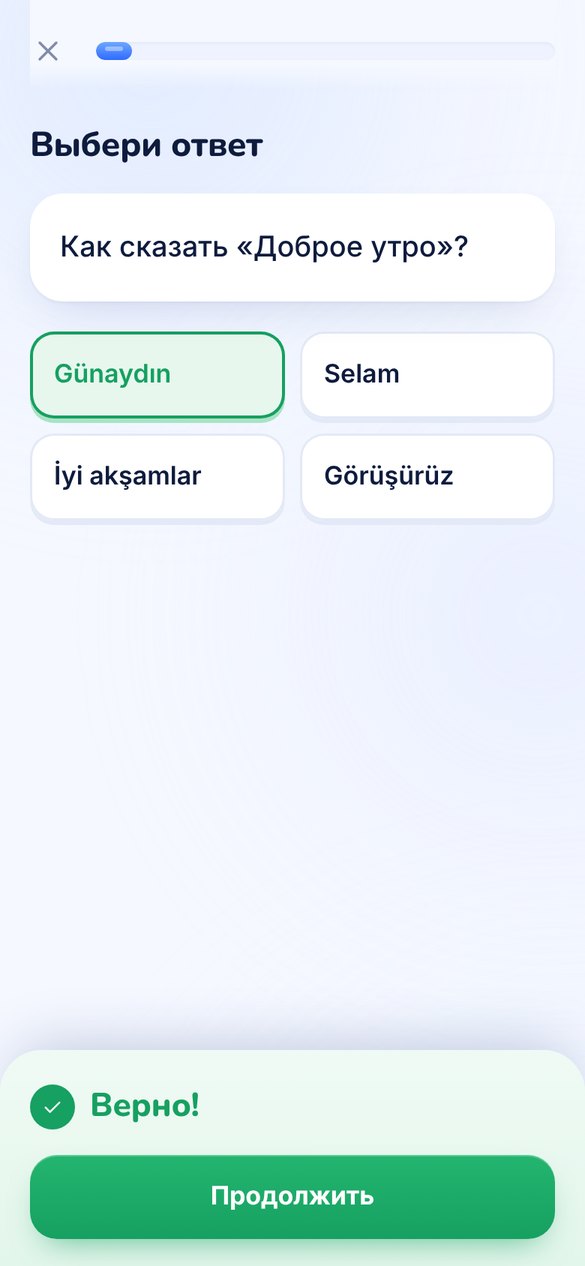 Выбери ответ
Как сказать «Доброе утро»?
Günaydın
Selam
İyi akşamlar
Görüşürüz
Верно!
Продолжить